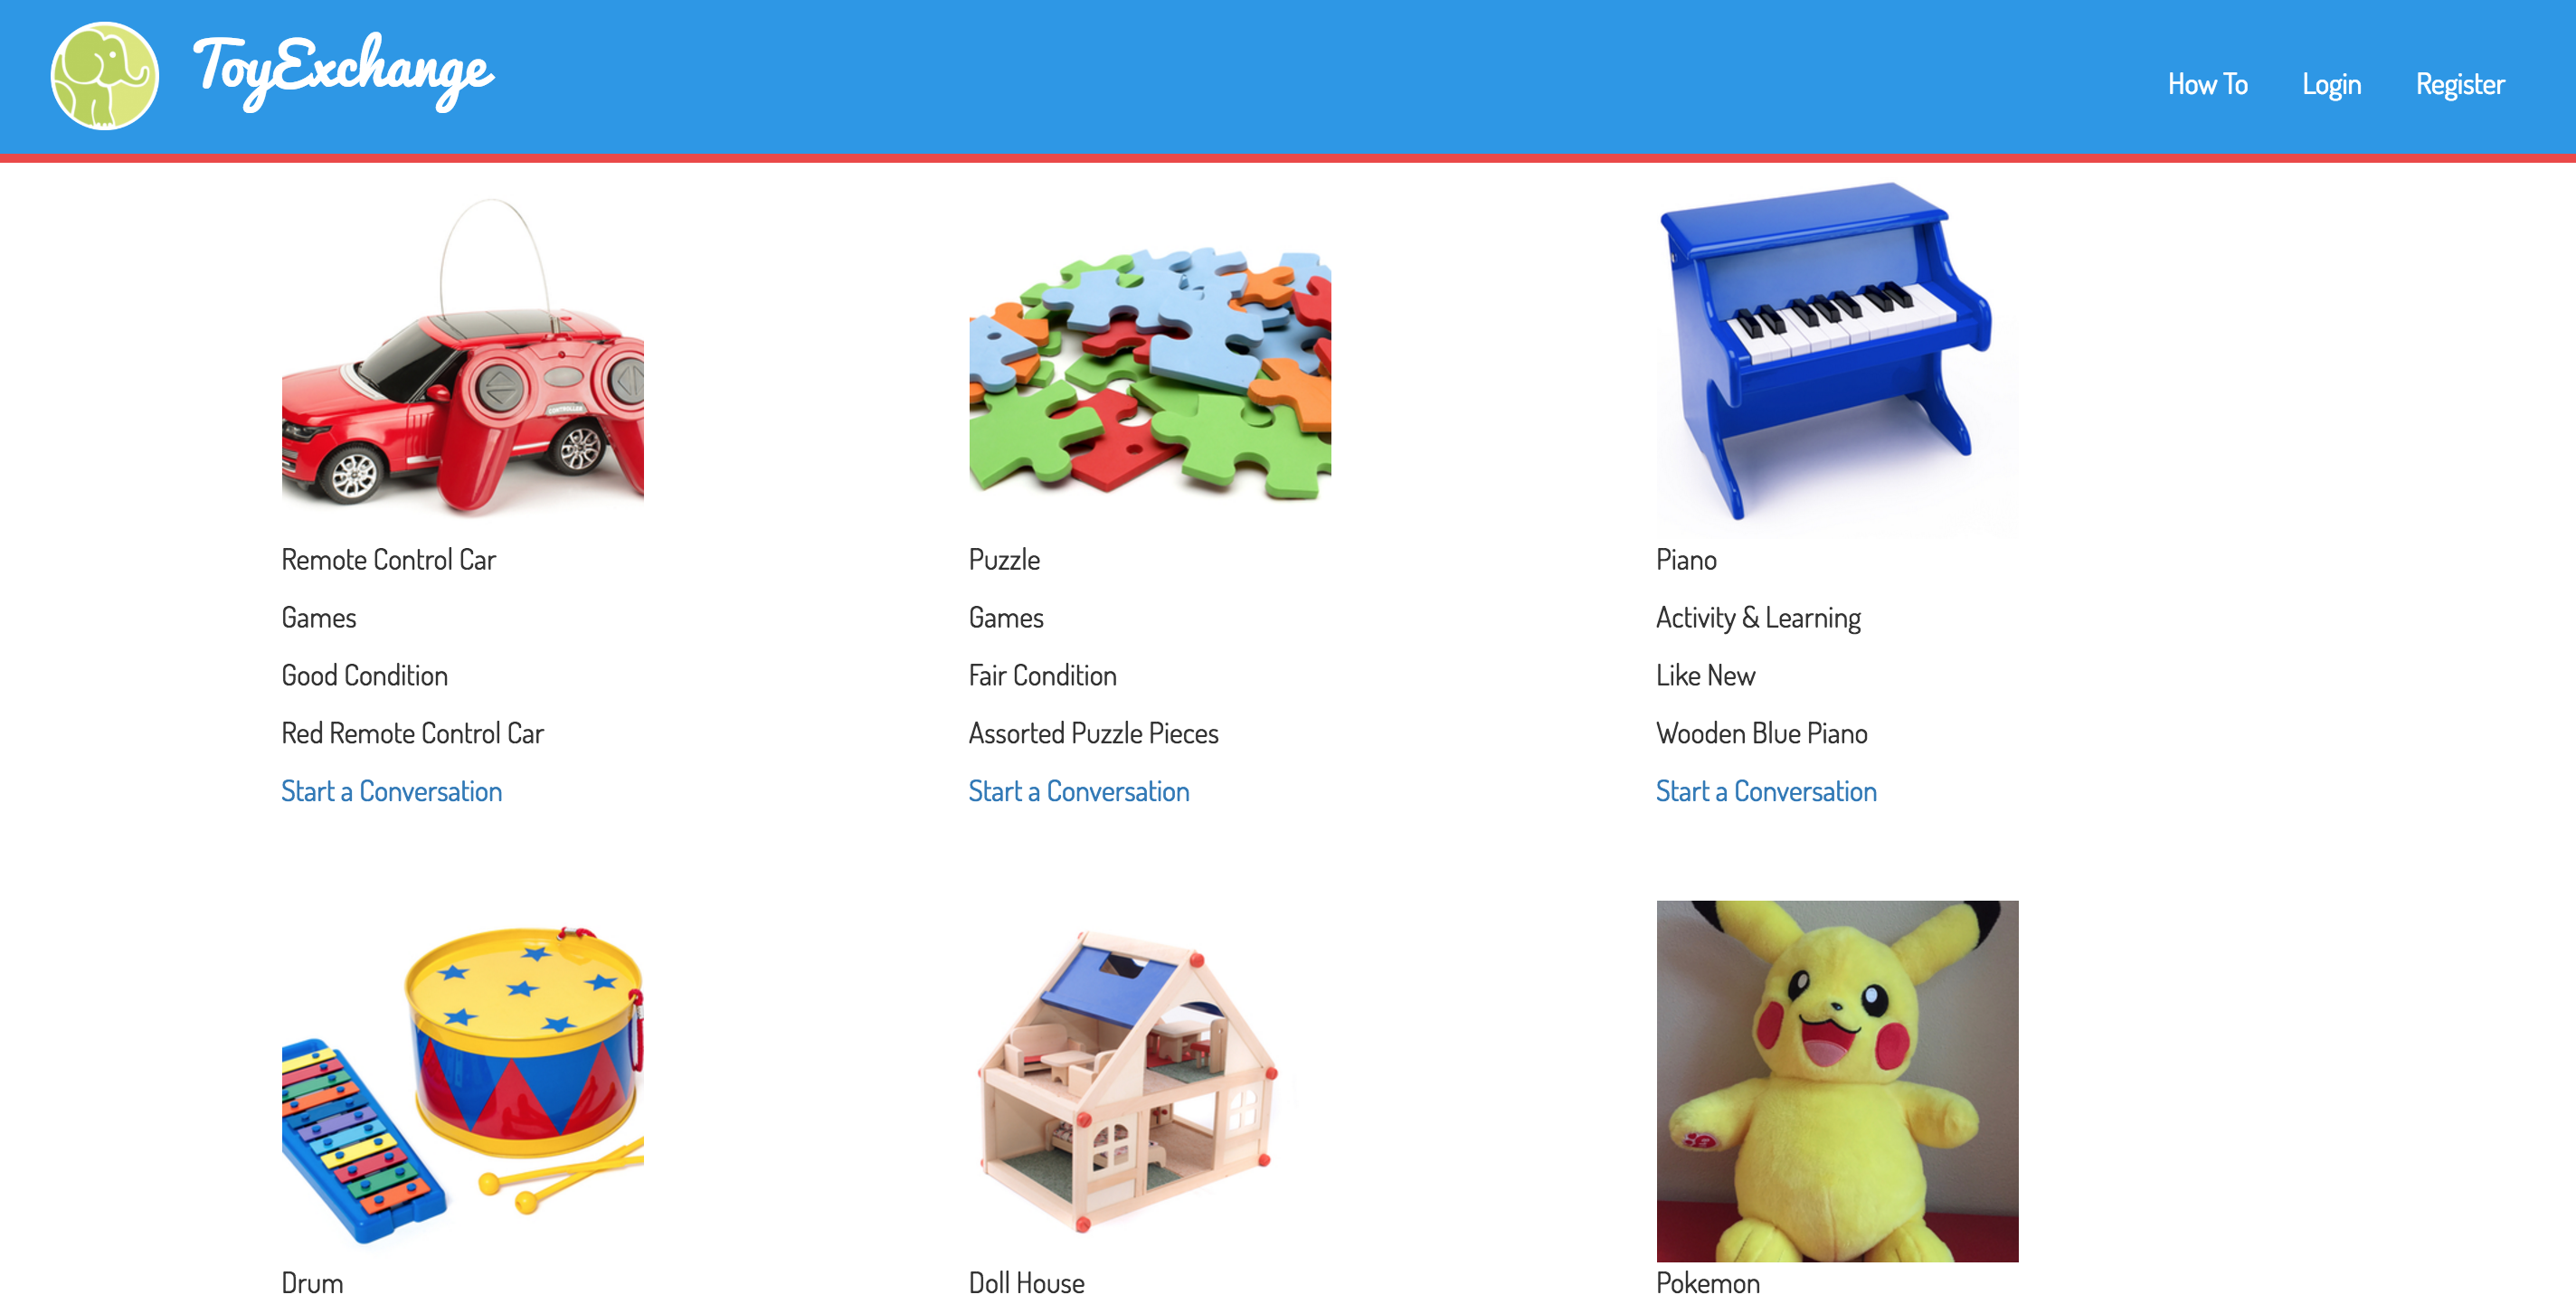 ToyExchange
How To
Login
Register
Remote Control Car
Games
Good Condition
Red Remote Control Car
Start a Conversation
Puzzle
Games
Fair Condition
Assorted Puzzle Pieces
Start a Conversation
Piano
Activity & Learning
Like New
Wooden Blue Piano
Start a Conversation
Drum
Doll House
Pokemon